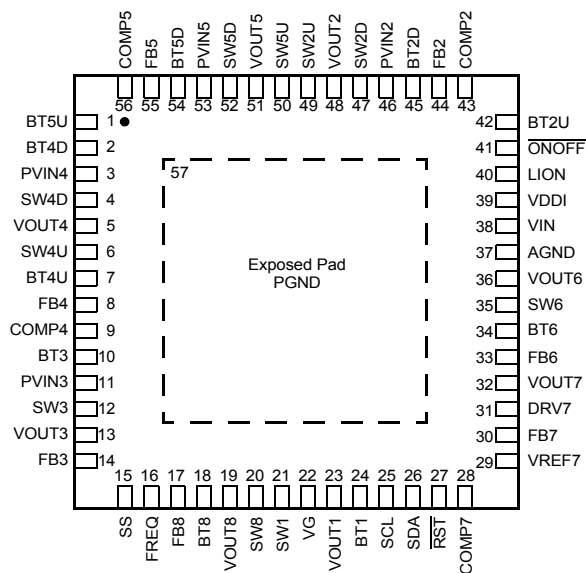 COMP5 FB5 BT5D PVIN5 SW5D VOUT5 SW5U SW2U VOUT2 SW2D PVIN2 BT2D FB2 COMP2
56 55 54 53 52 51 50 49 48 47 46 45 44 43
BT5U 1
BT4D 2
PVIN4 3
SW4D 4
VOUT4 5
SW4U 6
BT4U 7
FB4 8
COMP4 9
BT3 10
PVIN3 11
SW3 12
VOUT3 13
FB3 14
57
Exposed Pad
PGND
42 BT2U
41 ONOFF
40 LION
39 VDDI
38 VIN
37 AGND
36 VOUT6
35 SW6
34 BT6
33 FB6
32 VOUT7
31 DRV7
30 FB7
29 VREF7
15 16 17 18 19 20 21 22 23 24 25 26 27 28
SS FREQ FB8 BT8 VOUT8 SW8 SW1 VG VOUT1 BT1 SCL SDA RST COMP7